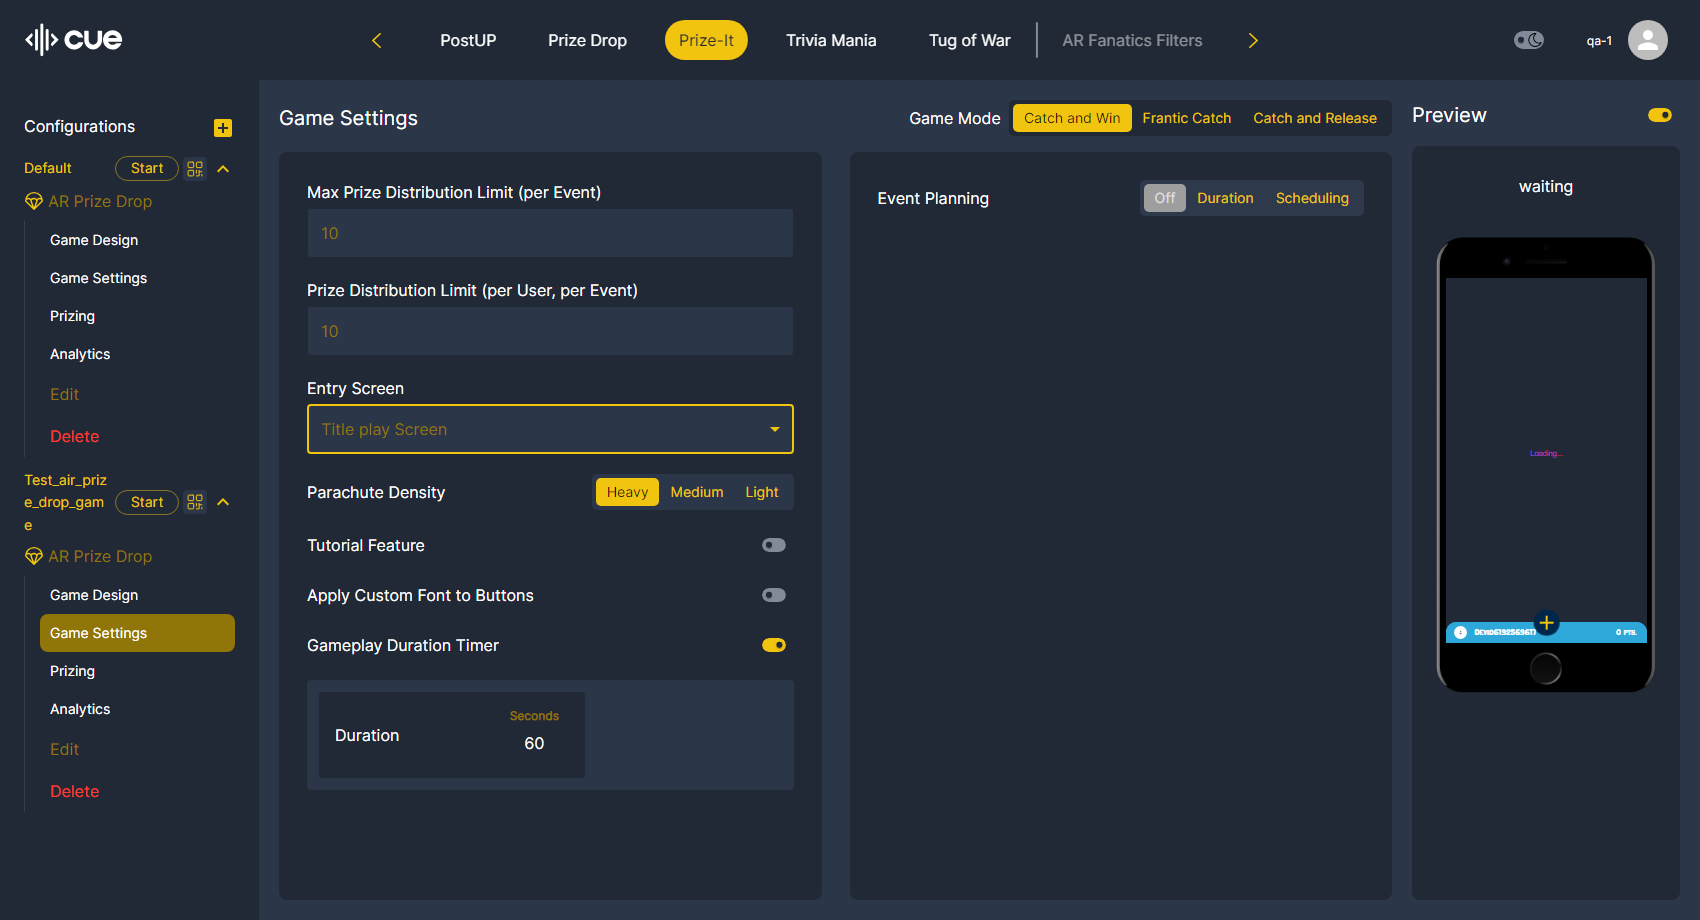 cue
PostUP
Prize Drop
Prize-It
Trivia Mania
Tug of War
AR Fanatics Filters
qa-1
Configurations
Default
Start
AR Prize Drop
Game Design
Game Settings
Prizing
Analytics
Edit
Delete
Test_air_priz
e_drop_gam
e
Start
AR Prize Drop
Game Design
Game Settings
Prizing
Analytics
Edit
Delete
Game Settings
Game Mode
Catch and Win
Frantic Catch
Catch and Release
Max Prize Distribution Limit (per Event)
10
Prize Distribution Limit (per User, per Event)
10
Entry Screen
Title play Screen
Parachute Density
Heavy
Medium
Light
Tutorial Feature
Apply Custom Font to Buttons
Gameplay Duration Timer
Duration
Seconds
60
Event Planning
Off
Duration
Scheduling
Preview
waiting
Loading...
0 PTS.